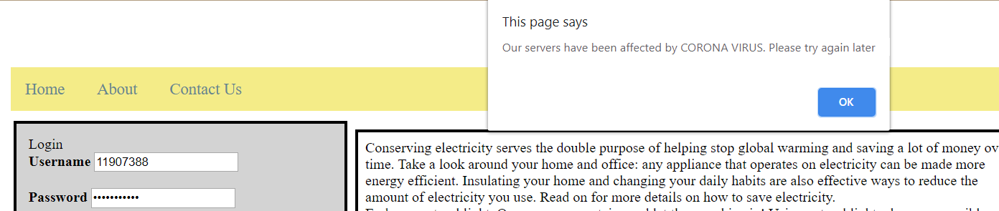 This page says
Our servers have been affected by CORONA VIRUS. Please try again later
OK
Home About Contact Us
Login
Username 11907388
Password •••••••••••
Conserving electricity serves the double purpose of helping stop global warming and saving a lot of money ov
time. Take a look around your home and office: any appliance that operates on electricity can be made more
energy efficient. Insulating your home and changing your daily habits are also effective ways to reduce the
amount of electricity you use. Read on for more details on how to save electricity.